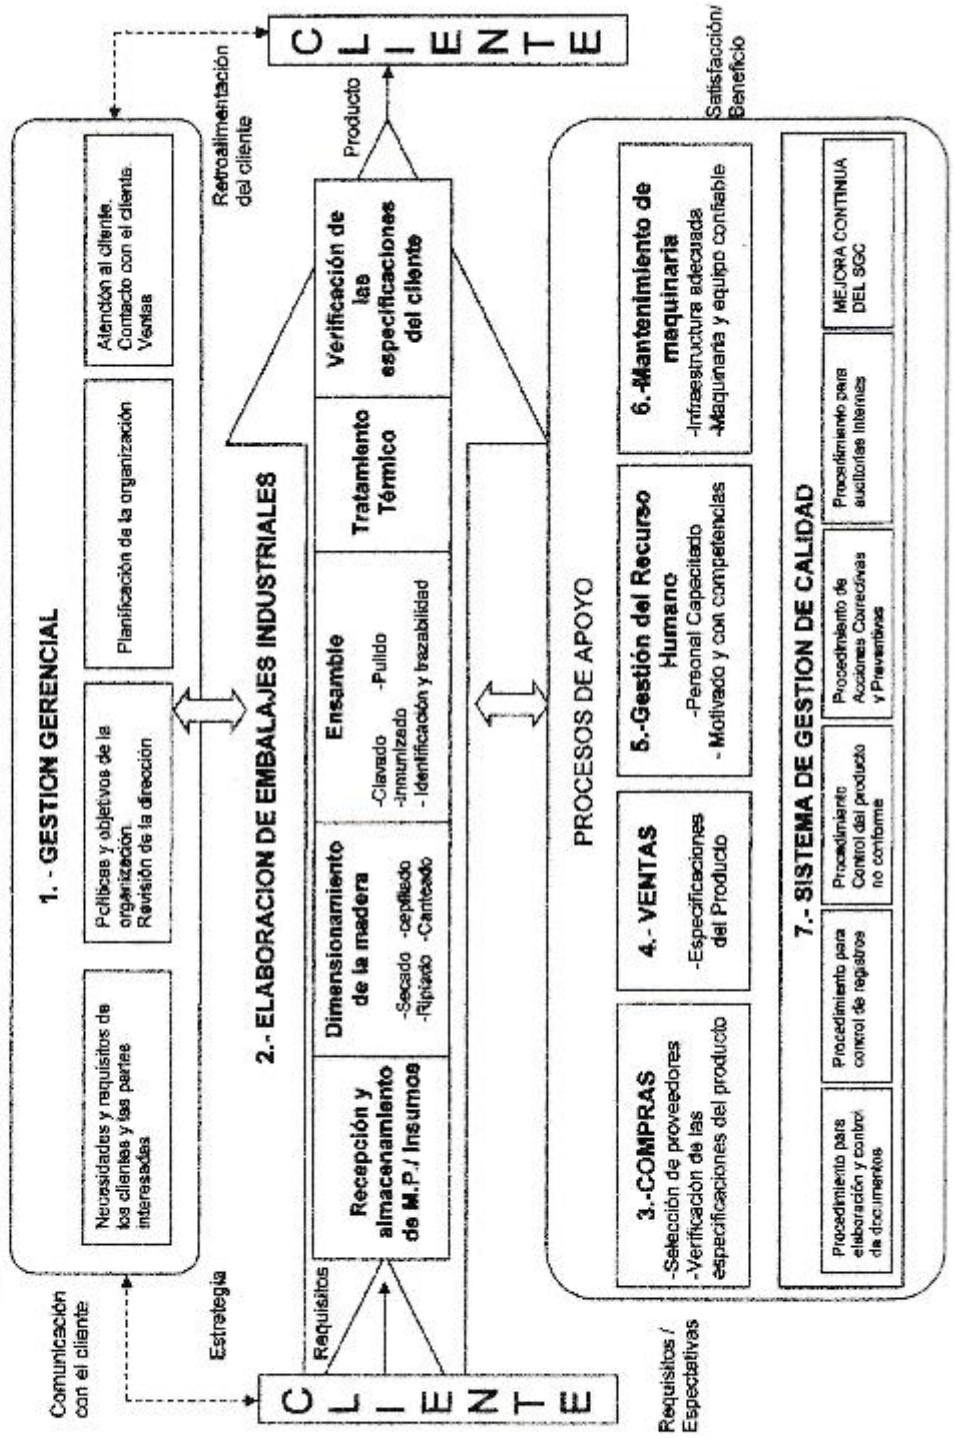 Comunicación
con el cliente
1. - GESTION GERENCIAL
Necesidades y requisitos de
los clientes y las partes
interesadas
Políticas y objetivos de la
organización.
Revisión de la dirección
Planificación de la organización
Atención al cliente.
Contacto con el cliente.
Ventas
Estrategia
Retroalimentación
del cliente
2.- ELABORACION DE EMBALAJES INDUSTRIALES
CLIENTE
Requisitos
Recepción y
almacenamiento
de M.P./ Insumos
Dimensionamiento
de la madera
-Secado -cepillado
-Ripiado -Canteado
Ensamble
-Clavado -Pulido
-Inmunizado
- Identificación y trazabilidad
Tratamiento
Térmico
Verificación de
las
especificaciones
del cliente
Producto
CLIENTE
Requisitos /
Espectativas
Satisfacción/
Beneficio
PROCESOS DE APOYO
3.-COMPRAS
-Selección de proveedores
-Verificación de las
especificaciones del producto
4.- VENTAS
-Especificaciones
del Producto
5.-Gestión del Recurso
Humano
-Personal Capacitado
- Motivado y con competencias
6.-Mantenimiento de
maquinaria
-Infraestructura adecuada
-Maquinaria y equipo confiable
7.- SISTEMA DE GESTION DE CALIDAD
Procedimiento para
elaboración y control
de documentos
Procedimiento para
control de registros
Procedimiento
Control del producto
no conforme
Procedimiento de
Acciones Correctivas
y Preventivas
Procedimiento para
auditorías Internas
MEJORA CONTINUA
DEL SGC